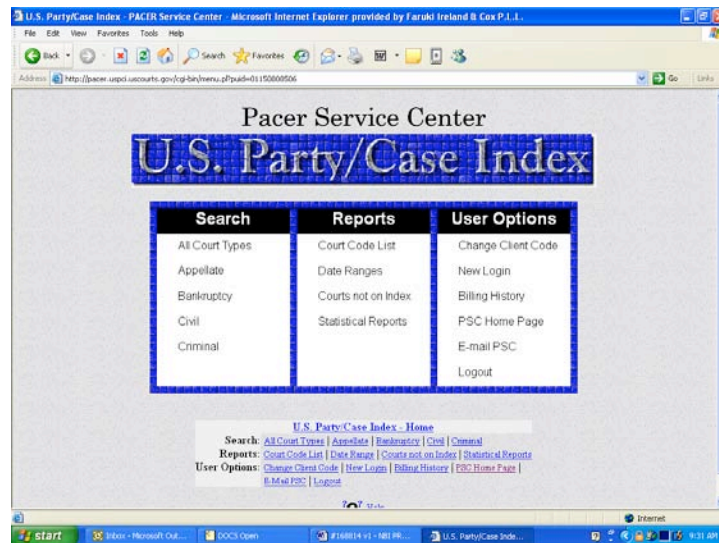 U.S. Party/Case Index - PACER Service Center - Microsoft Internet Explorer provided by Faruki Ireland & Cox P.L.L.
File Edit View Favorites Tools Help
Back Search Favorites
Address http://pacer.uspci.uscourts.gov/cgi-bin/menu.pl?puid=01150800506 Go Links
Pacer Service Center
U.S. Party/Case Index
Search Reports User Options
All Court Types Court Code List Change Client Code
Appellate Date Ranges New Login
Bankruptcy Courts not on Index Billing History
Civil Statistical Reports PSC Home Page
Criminal E-mail PSC
Logout
U.S. Party/Case Index - Home
Search: All Court Types | Appellate | Bankruptcy | Civil | Criminal
Reports: Court Code List | Date Range | Courts not on Index | Statistical Reports
User Options: Change Client Code | New Login | Billing History | PSC Home Page |
E-Mail PSC | Logout
Internet
start Inbox - Microsoft Out... DOCS Open #168814 v1 - NBI PR... U.S. Party/Case Inde... 9:31 AM